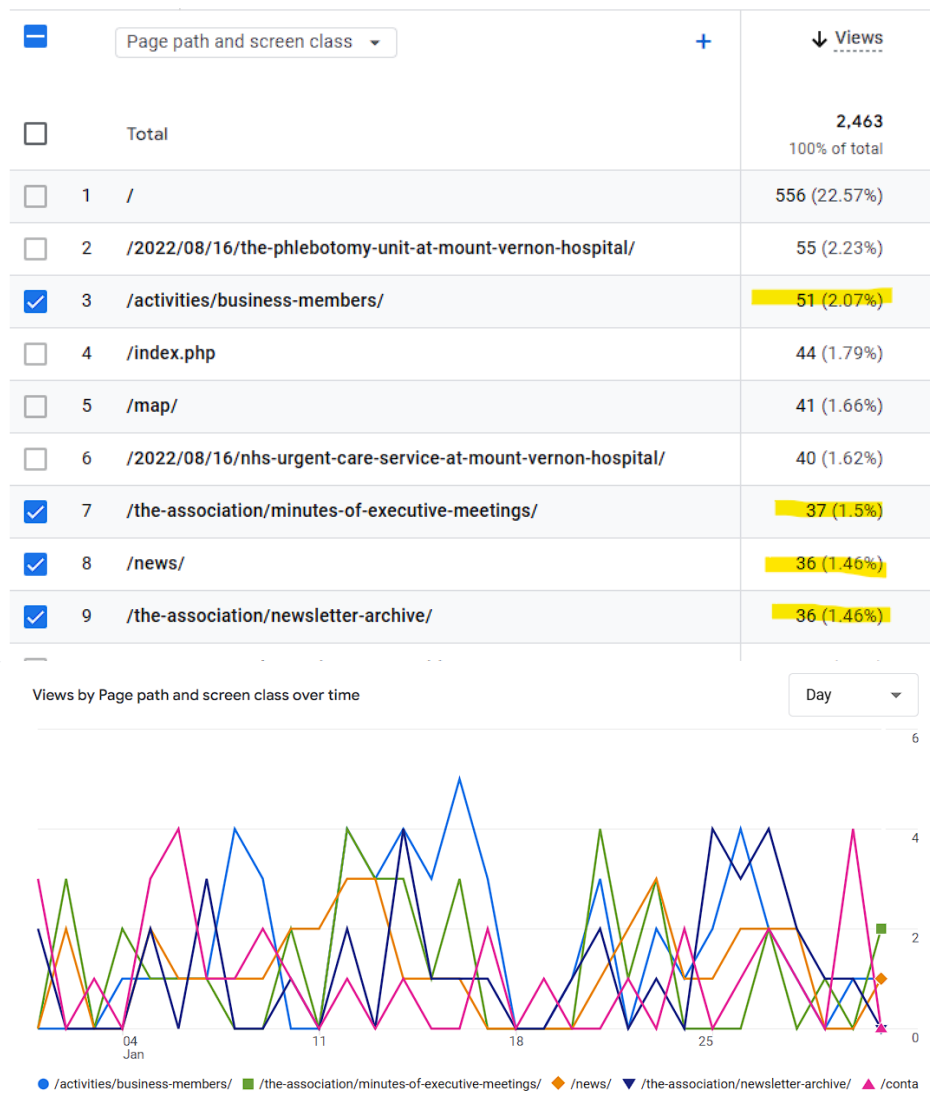 Page path and screen class
+
Views
Total
2,463
100% of total
1 / 556 (22.57%)
2 /2022/08/16/the-phlebotomy-unit-at-mount-vernon-hospital/ 55 (2.23%)
3 /activities/business-members/ 51 (2.07%)
4 /index.php 44 (1.79%)
5 /map/ 41 (1.66%)
6 /2022/08/16/nhs-urgent-care-service-at-mount-vernon-hospital/ 40 (1.62%)
7 /the-association/minutes-of-executive-meetings/ 37 (1.5%)
8 /news/ 36 (1.46%)
9 /the-association/newsletter-archive/ 36 (1.46%)
Views by Page path and screen class over time
Day
6
4
2
0
04 11 18 25
Jan
/activities/business-members/ /the-association/minutes-of-executive-meetings/ /news/ /the-association/newsletter-archive/ /conta